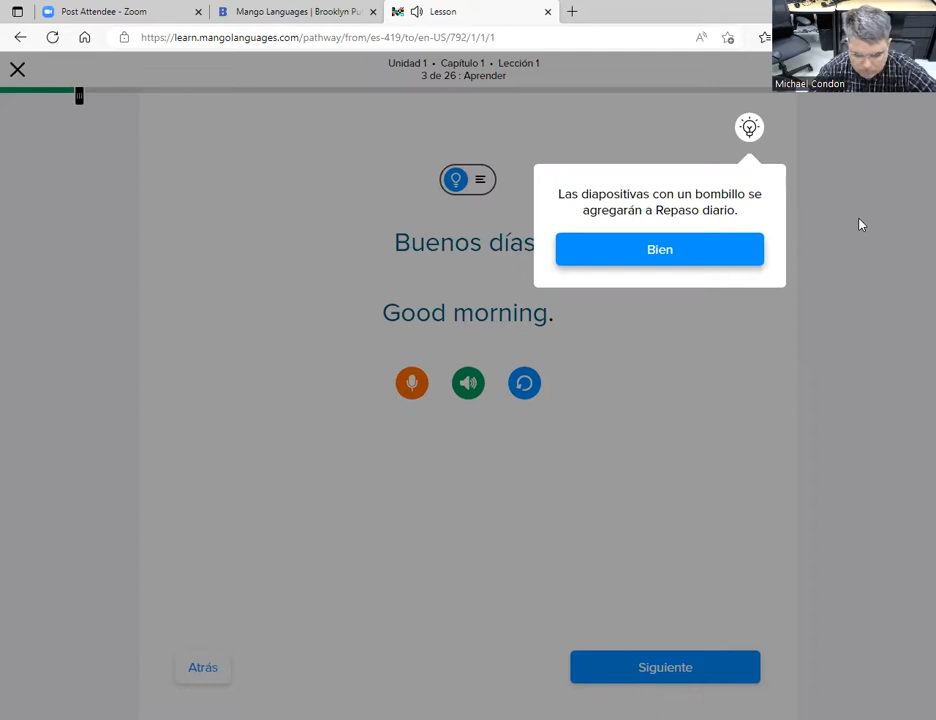 Post Attendee - Zoom
Mango Languages | Brooklyn Pu
Lesson
https://learn.mangolanguages.com/pathway/from/es-419/to/en-US/792/1/1/1
Michael Condon
Unidad 1 • Capítulo 1 • Lección 1
3 de 26 : Aprender
Las diapositivas con un bombillo se
agregarán a Repaso diario.
Bien
Buenos días
Good morning.
Atrás
Siguiente